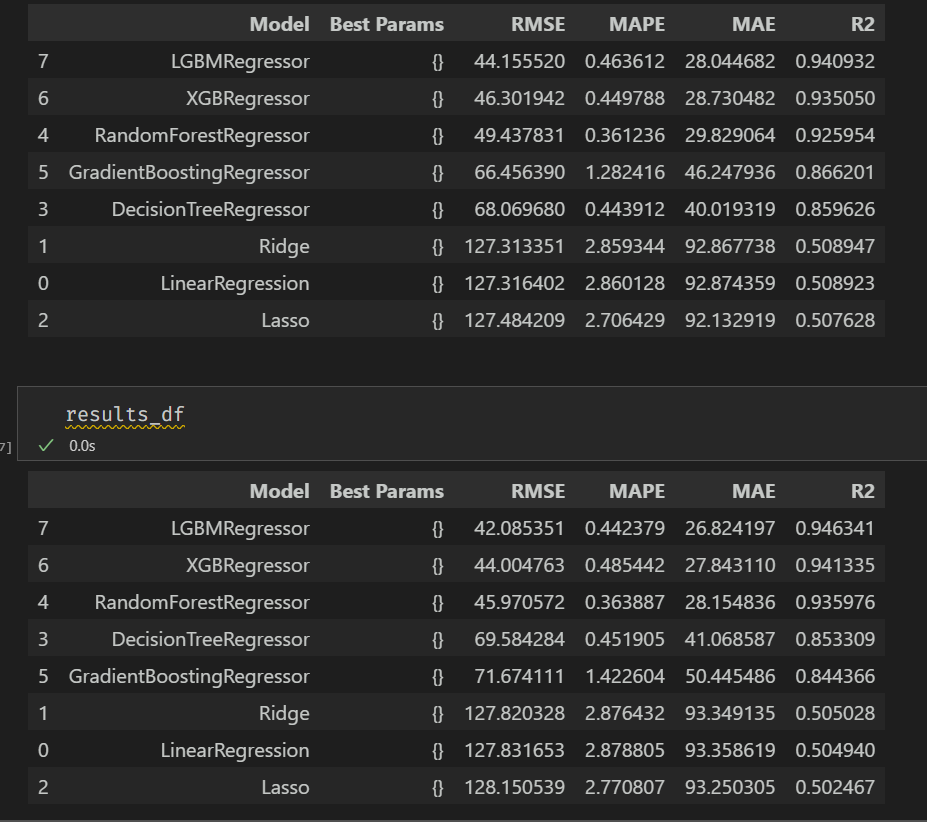 Model Best Params RMSE MAPE MAE R2
7 LGBMRegressor {} 44.155520 0.463612 28.044682 0.940932
6 XGBRegressor {} 46.301942 0.449788 28.730482 0.935050
4 RandomForestRegressor {} 49.437831 0.361236 29.829064 0.925954
5 GradientBoostingRegressor {} 66.456390 1.282416 46.247936 0.866201
3 DecisionTreeRegressor {} 68.069680 0.443912 40.019319 0.859626
1 Ridge {} 127.313351 2.859344 92.867738 0.508947
0 LinearRegression {} 127.316402 2.860128 92.874359 0.508923
2 Lasso {} 127.484209 2.706429 92.132919 0.507628
results_df
7] 0.0s
Model Best Params RMSE MAPE MAE R2
7 LGBMRegressor {} 42.085351 0.442379 26.824197 0.946341
6 XGBRegressor {} 44.004763 0.485442 27.843110 0.941335
4 RandomForestRegressor {} 45.970572 0.363887 28.154836 0.935976
3 DecisionTreeRegressor {} 69.584284 0.451905 41.068587 0.853309
5 GradientBoostingRegressor {} 71.674111 1.422604 50.445486 0.844366
1 Ridge {} 127.820328 2.876432 93.349135 0.505028
0 LinearRegression {} 127.831653 2.878805 93.358619 0.504940
2 Lasso {} 128.150539 2.770807 93.250305 0.502467